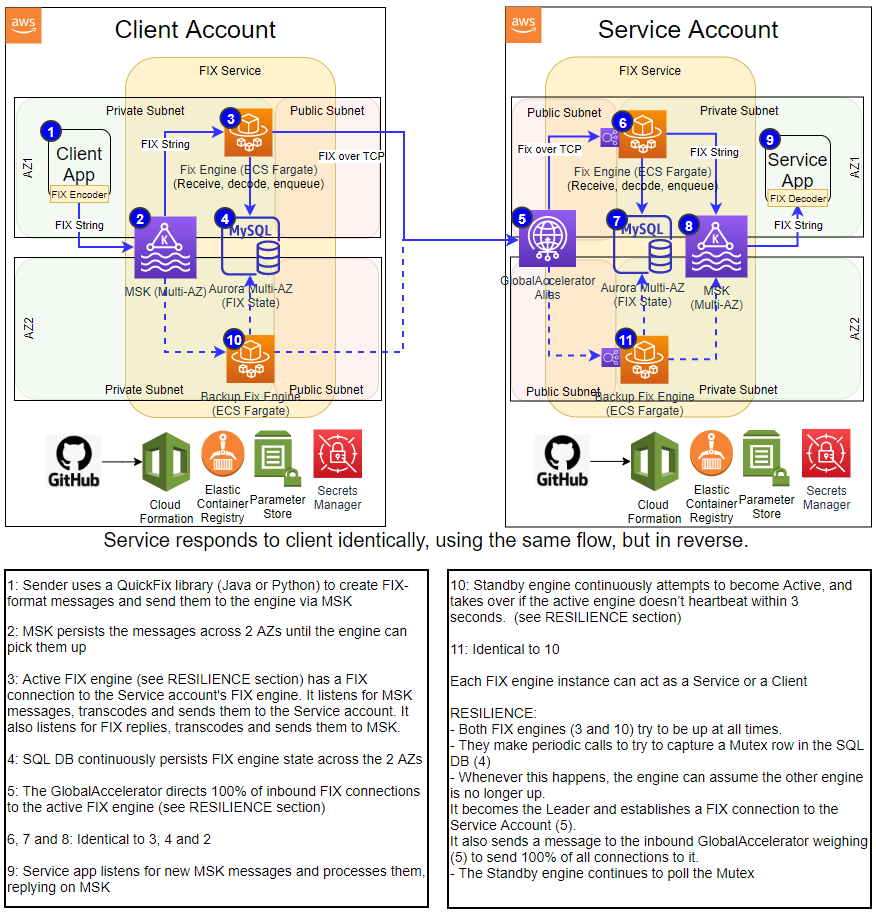 aws
Client Account
FIX Service
Private Subnet
Public Subnet
AZ1
1
Client
App
FIX Encoder
FIX String
FIX String
3
Fix Engine (ECS Fargate)
(Receive, decode, enqueue)
FIX over TCP
2
MSK (Multi-AZ)
4
MySQL
Aurora Multi-AZ
(FIX State)
AZ2
10
Backup Fix Engine
(ECS Fargate)
Private Subnet
Public Subnet
GitHub
Cloud
Formation
Elastic
Container
Registry
Parameter
Store
Secrets
Manager
aws
Service Account
FIX Service
Public Subnet
Private Subnet
AZ1
Fix over TCP
6
Fix Engine (ECS Fargate)
(Receive, decode, enqueue)
FIX String
9
Service
App
FIX Decoder
FIX String
5
GlobalAccelerator
Alias
7
MySQL
Aurora Multi-AZ
(FIX State)
8
MSK
(Multi-AZ)
AZ2
11
Backup Fix Engine
(ECS Fargate)
Public Subnet
Private Subnet
GitHub
Cloud
Formation
Elastic
Container
Registry
Parameter
Store
Secrets
Manager
Service responds to client identically, using the same flow, but in reverse.
1: Sender uses a QuickFix library (Java or Python) to create FIX-
format messages and send them to the engine via MSK
2: MSK persists the messages across 2 AZs until the engine can
pick them up
3: Active FIX engine (see RESILIENCE section) has a FIX
connection to the Service account's FIX engine. It listens for MSK
messages, transcodes and sends them to the Service account. It
also listens for FIX replies, transcodes and sends them to MSK.
4: SQL DB continuously persists FIX engine state across the 2 AZs
5: The GlobalAccelerator directs 100% of inbound FIX connections
to the active FIX engine (see RESILIENCE section)
6, 7 and 8: Identical to 3, 4 and 2
9: Service app listens for new MSK messages and processes them,
replying on MSK
10: Standby engine continuously attempts to become Active, and
takes over if the active engine doesn't heartbeat within 3
seconds.  (see RESILIENCE section)
11: Identical to 10
Each FIX engine instance can act as a Service or a Client
RESILIENCE:
- Both FIX engines (3 and 10) try to be up at all times.
- They make periodic calls to try to capture a Mutex row in the SQL
DB (4)
- Whenever this happens, the engine can assume the other engine
is no longer up.
It becomes the Leader and establishes a FIX connection to the
Service Account (5).
It also sends a message to the inbound GlobalAccelerator weighing
(5) to send 100% of all connections to it.
- The Standby engine continues to poll the Mutex